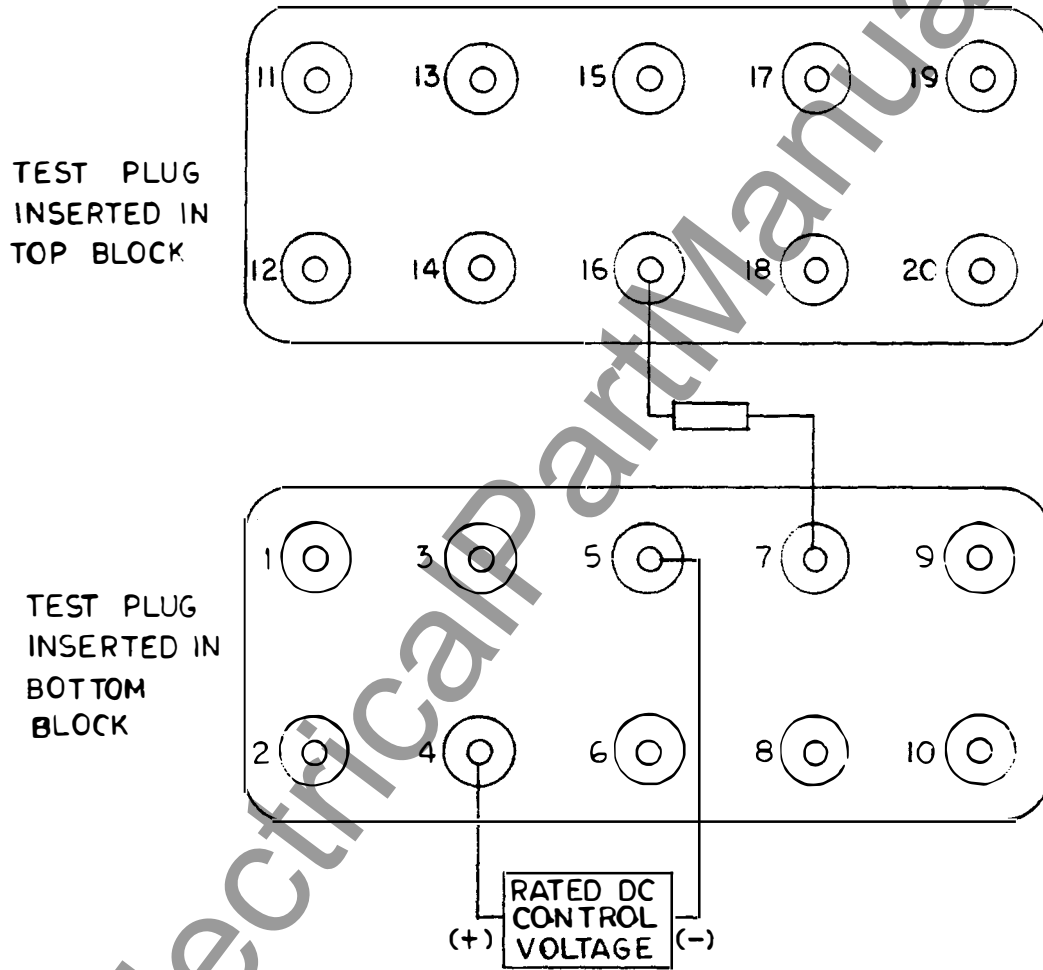 11 13 15 17 19
TEST PLUG
INSERTED IN
TOP BLOCK
12 14 16 18 20
1 3 5 7 9
TEST PLUG
INSERTED IN
BOTTOM
BLOCK
2 4 6 8 10
RATED DC
CONTROL
VOLTAGE
(+) (-)
ectricalPartManua